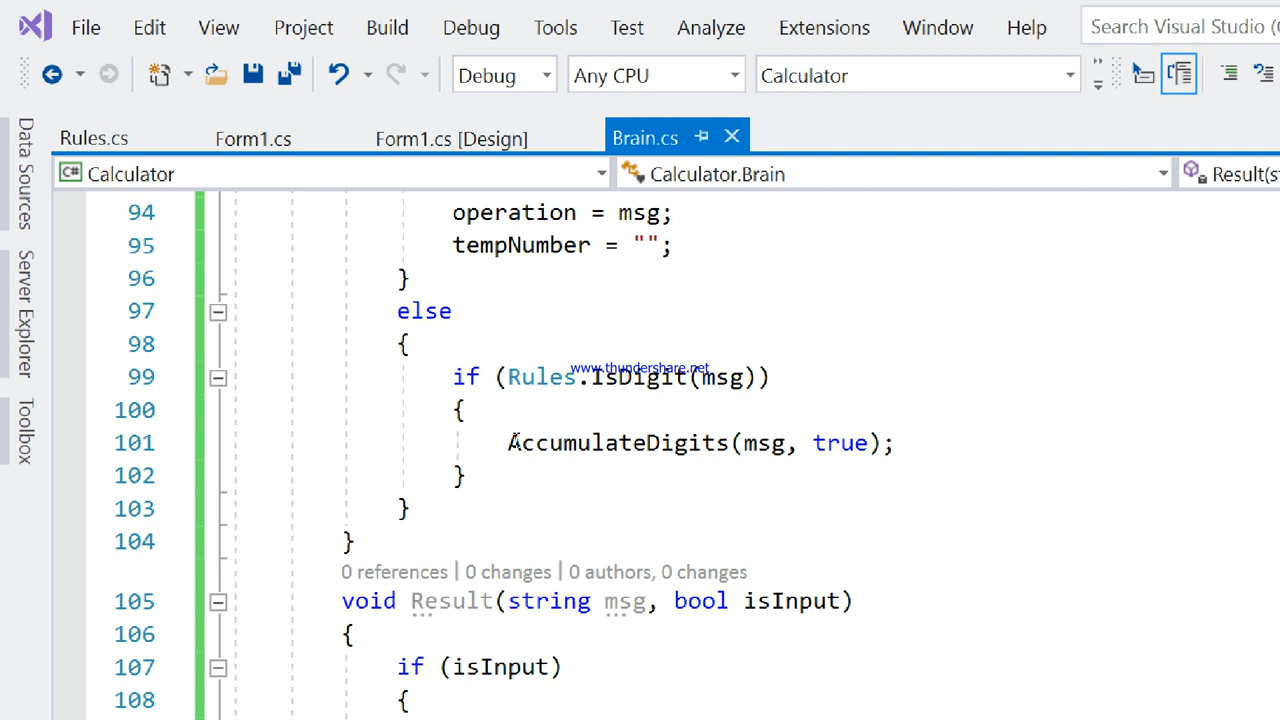 File Edit View Project Build Debug Tools Test Analyze Extensions Window Help Search Visual Studio (
Debug Any CPU Calculator
Data Sources
Server Explorer
Toolbox
Rules.cs Form1.cs Form1.cs [Design] Brain.cs
C# Calculator Calculator.Brain Result(s
94 operation = msg;
95 tempNumber = "";
96 }
97 else
98 {
99 if (Rules.IsDigit(msg))
www.thundershare.net
100 {
101 AccumulateDigits(msg, true);
102 }
103 }
104 }
0 references | 0 changes | 0 authors, 0 changes
105 void Result(string msg, bool isInput)
106 {
107 if (isInput)
108 {